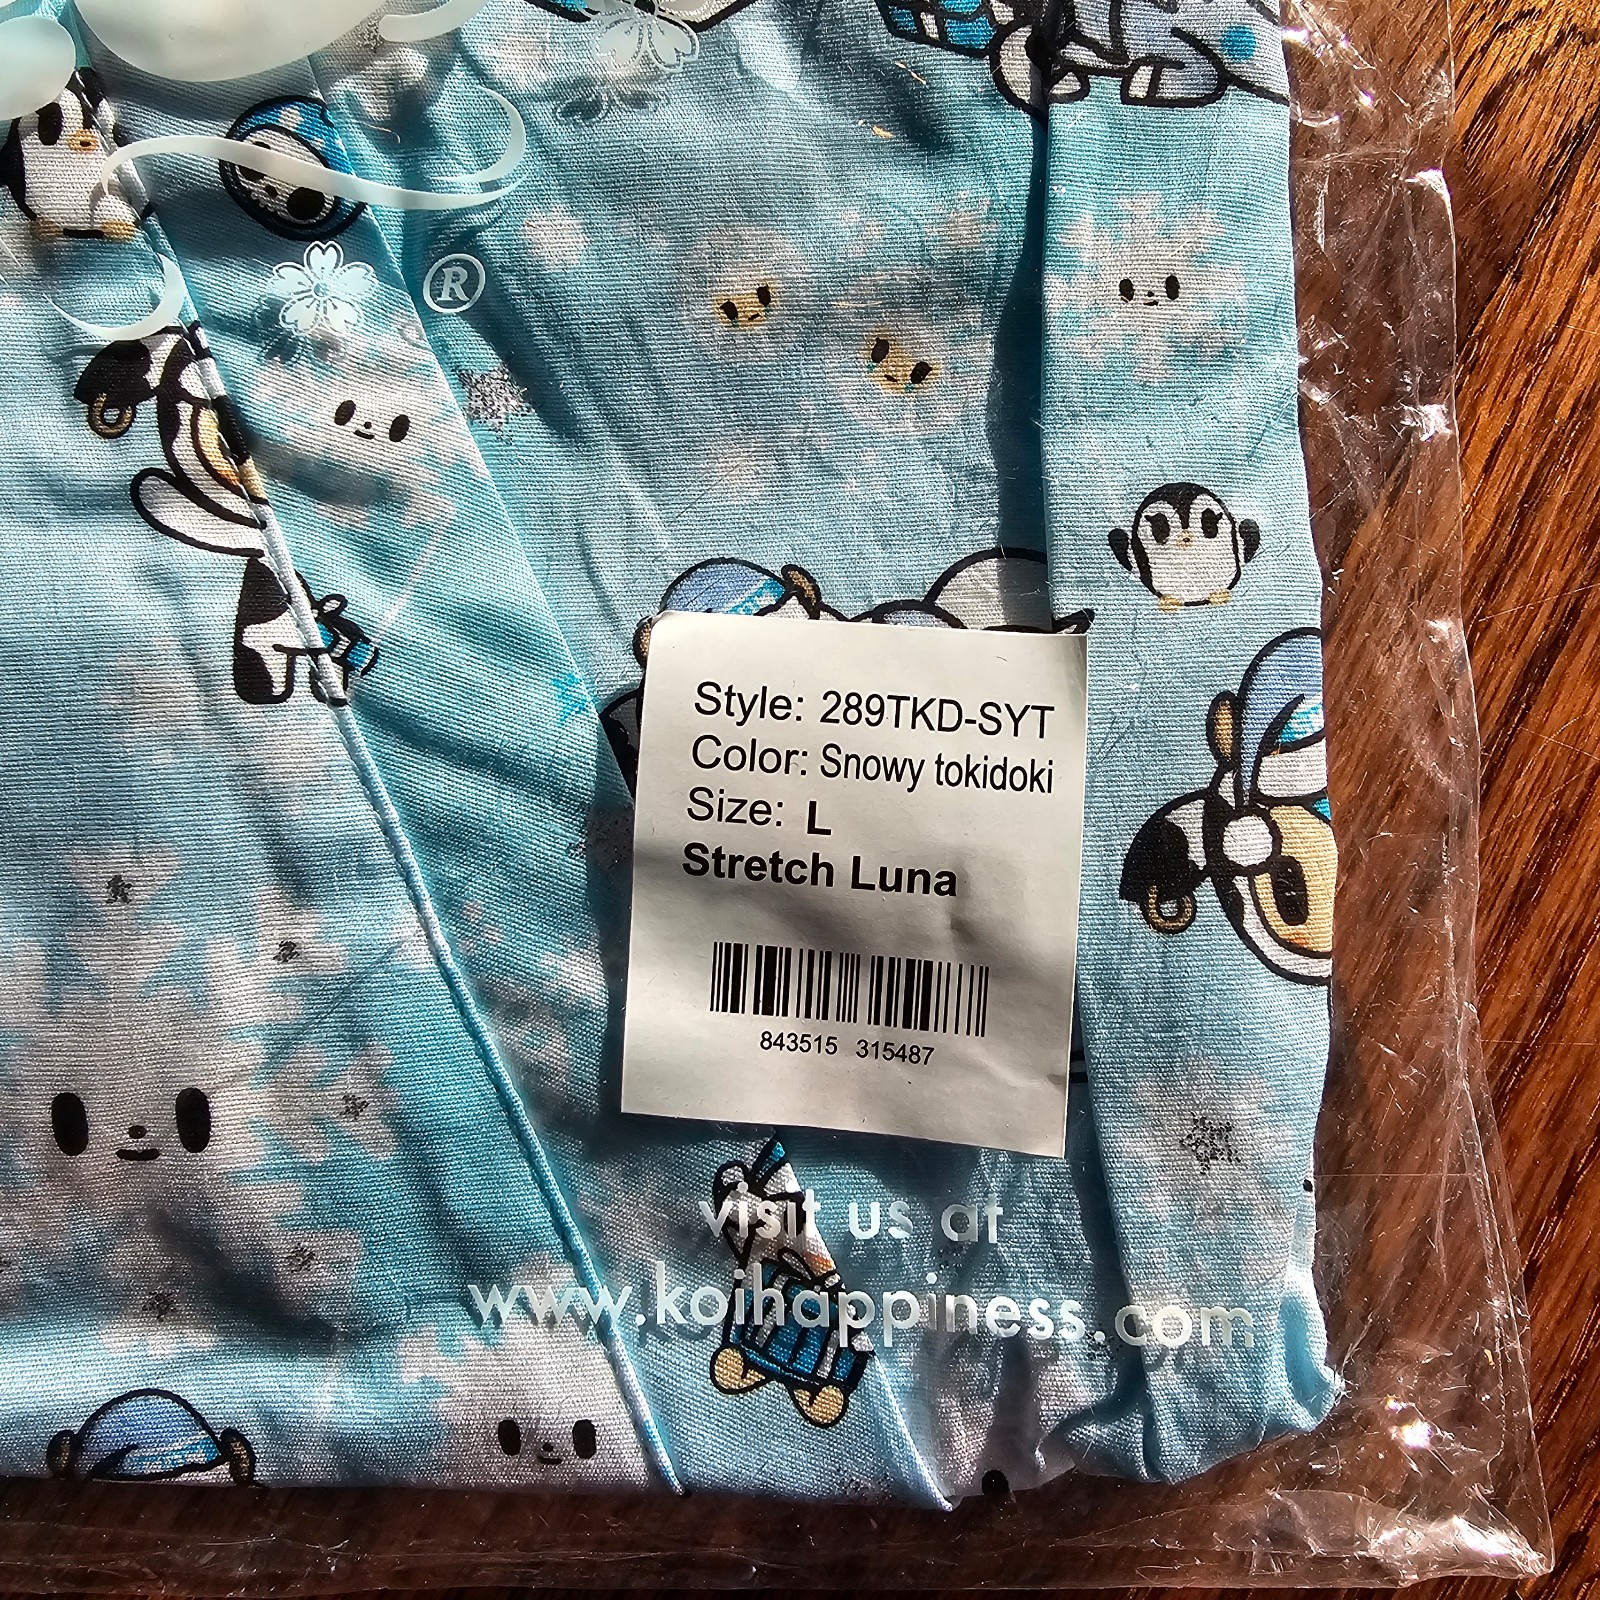 ®
Style: 289TKD-SYT
Color: Snowy tokidoki
Size: L
Stretch Luna
843515 315487
visit us at
www.koihappiness.com